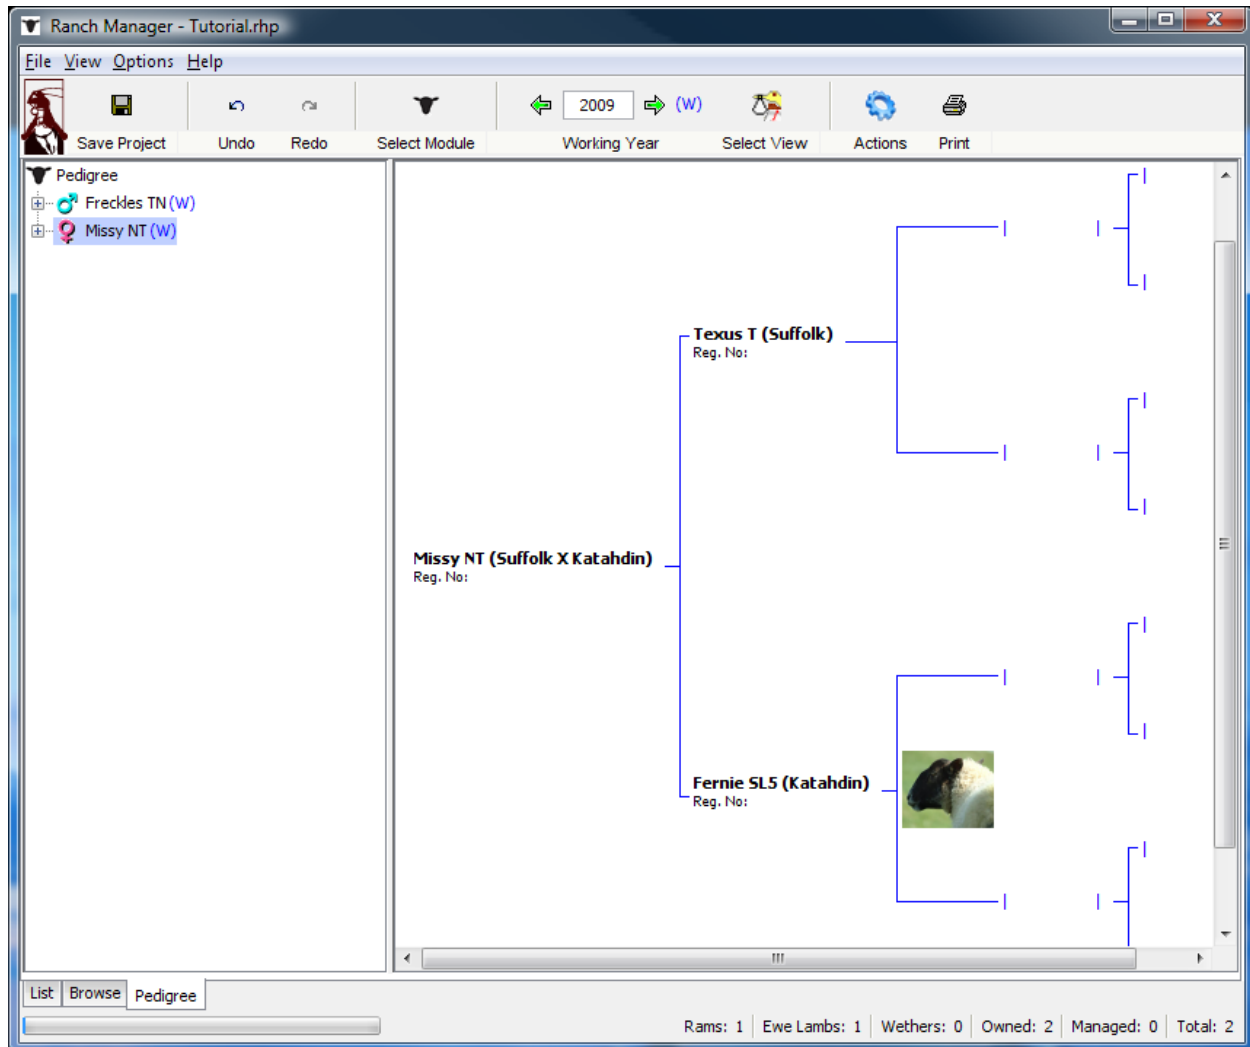 Ranch Manager - Tutorial.rhp
File View Options Help
2009 (W)
Save Project Undo Redo Select Module Working Year Select View Actions Print
Pedigree
Freckles TN (W)
Missy NT (W)
Texus T (Suffolk)
Reg. No:
Missy NT (Suffolk X Katahdin)
Reg. No:
Fernie SL5 (Katahdin)
Reg. No:
List Browse Pedigree
Rams: 1 Ewe Lambs: 1 Wethers: 0 Owned: 2 Managed: 0 Total: 2